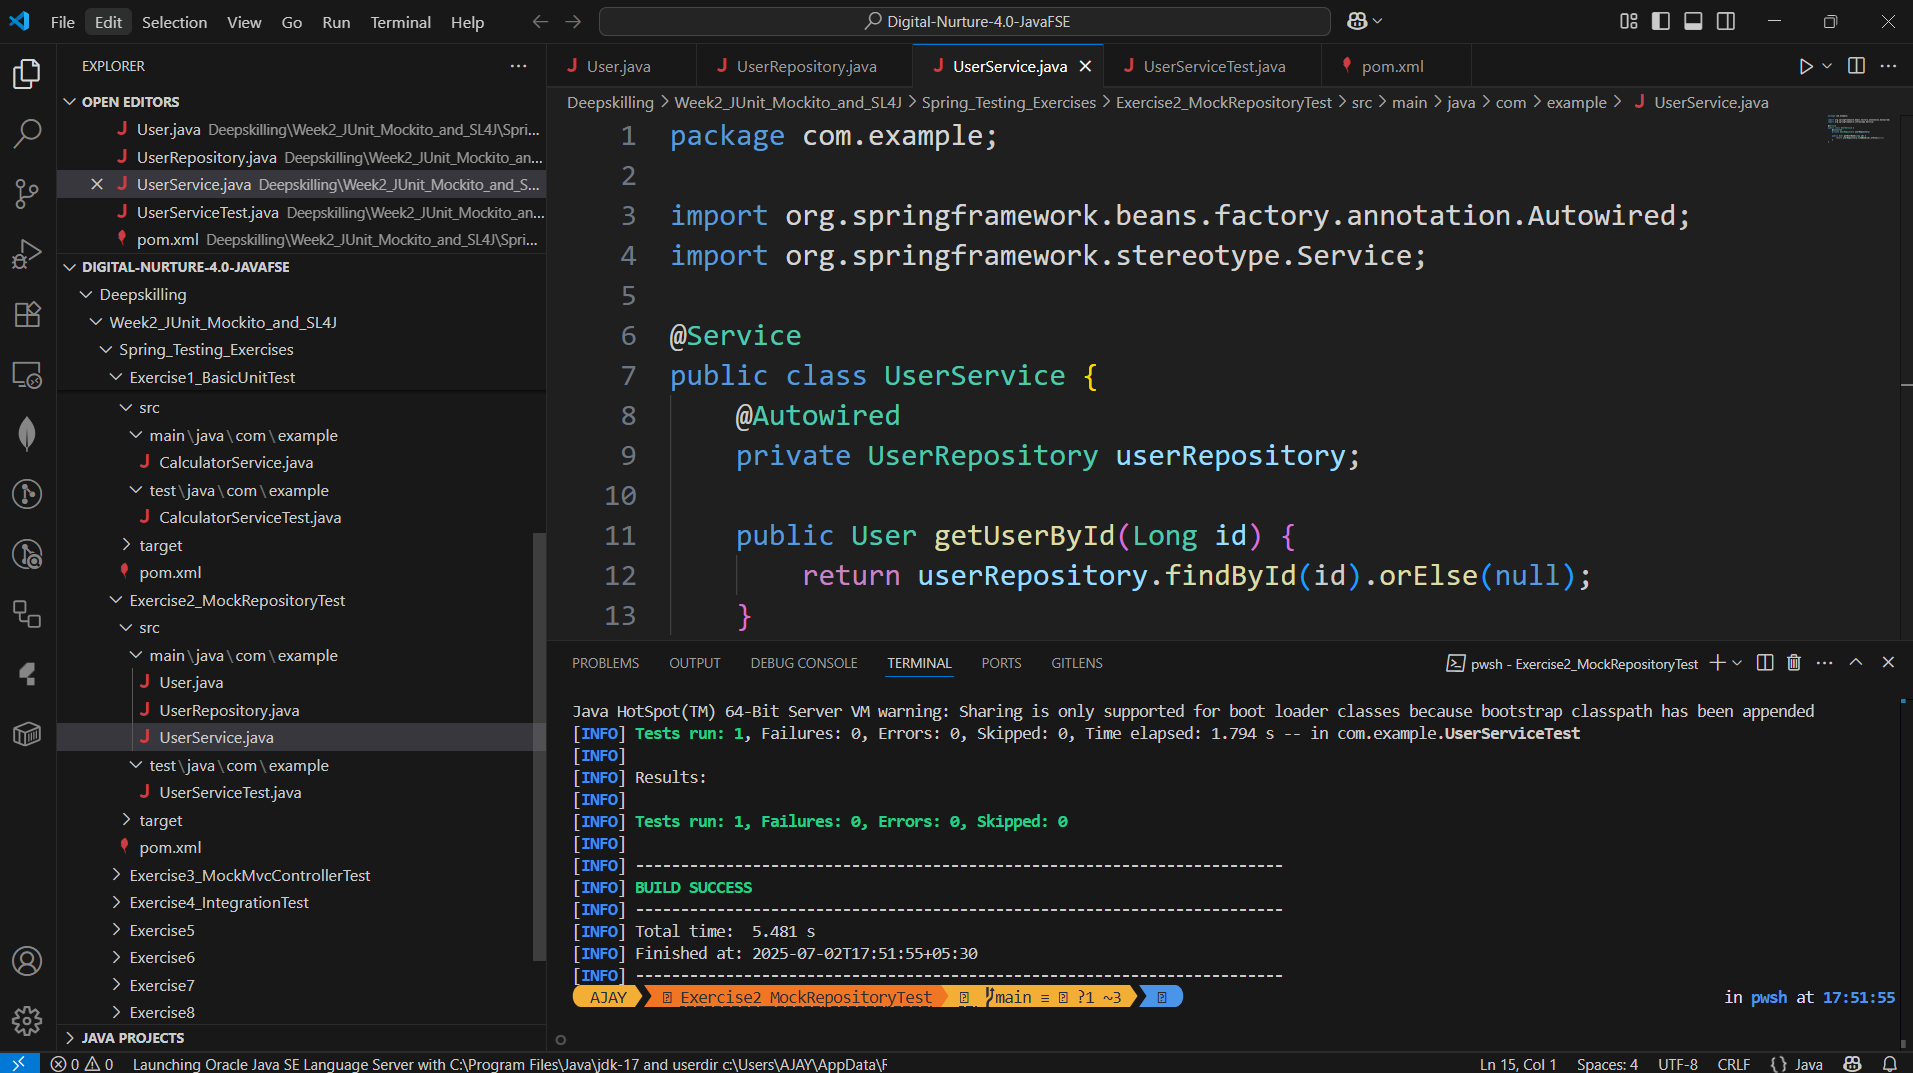 File Edit Selection View Go Run Terminal Help
Digital-Nurture-4.0-JavaFSE
EXPLORER
OPEN EDITORS
User.java Deepskilling\Week2_JUnit_Mockito_and_SL4J\Spri...
UserRepository.java Deepskilling\Week2_JUnit_Mockito_an...
UserService.java Deepskilling\Week2_JUnit_Mockito_and_S...
UserServiceTest.java Deepskilling\Week2_JUnit_Mockito_an...
pom.xml Deepskilling\Week2_JUnit_Mockito_and_SL4J\Spri...
DIGITAL-NURTURE-4.0-JAVAFSE
Deepskilling
Week2_JUnit_Mockito_and_SL4J
Spring_Testing_Exercises
Exercise1_BasicUnitTest
src
main\java\com\example
CalculatorService.java
test\java\com\example
CalculatorServiceTest.java
target
pom.xml
Exercise2_MockRepositoryTest
src
main\java\com\example
User.java
UserRepository.java
UserService.java
test\java\com\example
UserServiceTest.java
target
pom.xml
Exercise3_MockMvcControllerTest
Exercise4_IntegrationTest
Exercise5
Exercise6
Exercise7
Exercise8
JAVA PROJECTS
User.java UserRepository.java UserService.java UserServiceTest.java pom.xml
Deepskilling > Week2_JUnit_Mockito_and_SL4J > Spring_Testing_Exercises > Exercise2_MockRepositoryTest > src > main > java > com > example > UserService.java
1 package com.example;
2
3 import org.springframework.beans.factory.annotation.Autowired;
4 import org.springframework.stereotype.Service;
5
6 @Service
7 public class UserService {
8 @Autowired
9 private UserRepository userRepository;
10
11 public User getUserById(Long id) {
12 return userRepository.findById(id).orElse(null);
13 }
PROBLEMS OUTPUT DEBUG CONSOLE TERMINAL PORTS GITLENS
pwsh - Exercise2_MockRepositoryTest
Java HotSpot(TM) 64-Bit Server VM warning: Sharing is only supported for boot loader classes because bootstrap classpath has been appended
[INFO] Tests run: 1, Failures: 0, Errors: 0, Skipped: 0, Time elapsed: 1.794 s -- in com.example.UserServiceTest
[INFO]
[INFO] Results:
[INFO]
[INFO] Tests run: 1, Failures: 0, Errors: 0, Skipped: 0
[INFO]
[INFO] ------------------------------------------------------------------------
[INFO] BUILD SUCCESS
[INFO] ------------------------------------------------------------------------
[INFO] Total time:  5.481 s
[INFO] Finished at: 2025-07-02T17:51:55+05:30
[INFO] ------------------------------------------------------------------------
AJAY Exercise2_MockRepositoryTest main ≡ ?1 ~3 in pwsh at 17:51:55
0 0 Launching Oracle Java SE Language Server with C:\Program Files\Java\jdk-17 and userdir c:\Users\AJAY\AppData\R
Ln 15, Col 1 Spaces: 4 UTF-8 CRLF {} Java